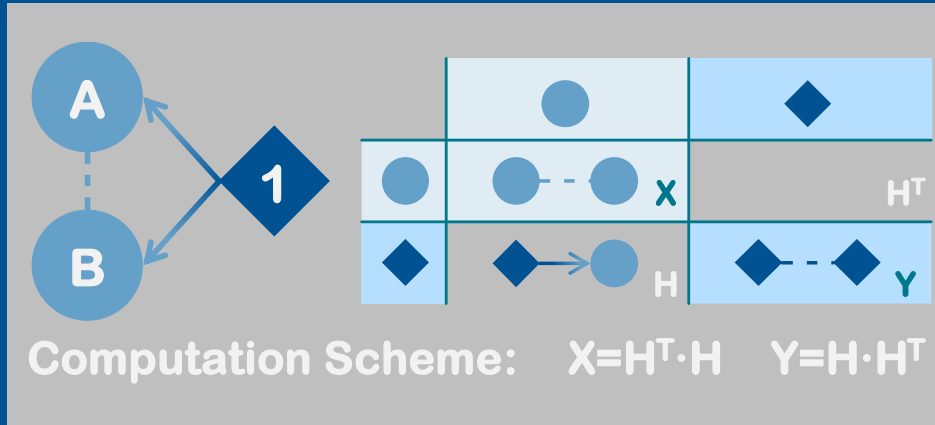 A
1
B
X
Hᵀ
H
Y
Computation Scheme: X=Hᵀ·H Y=H·Hᵀ